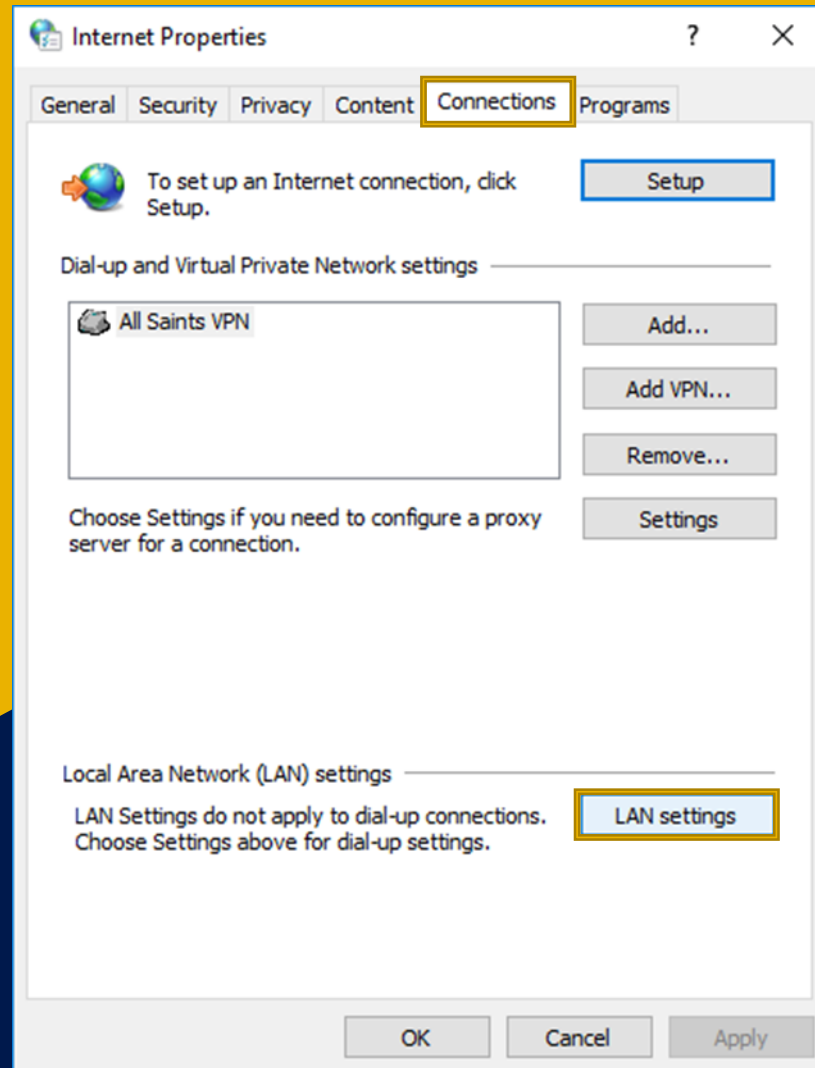 Internet Properties
?
General Security Privacy Content Connections Programs
To set up an Internet connection, click
Setup.
Setup
Dial-up and Virtual Private Network settings
All Saints VPN
Add...
Add VPN...
Remove...
Choose Settings if you need to configure a proxy
server for a connection.
Settings
Local Area Network (LAN) settings
LAN Settings do not apply to dial-up connections.
Choose Settings above for dial-up settings.
LAN settings
OK Cancel Apply